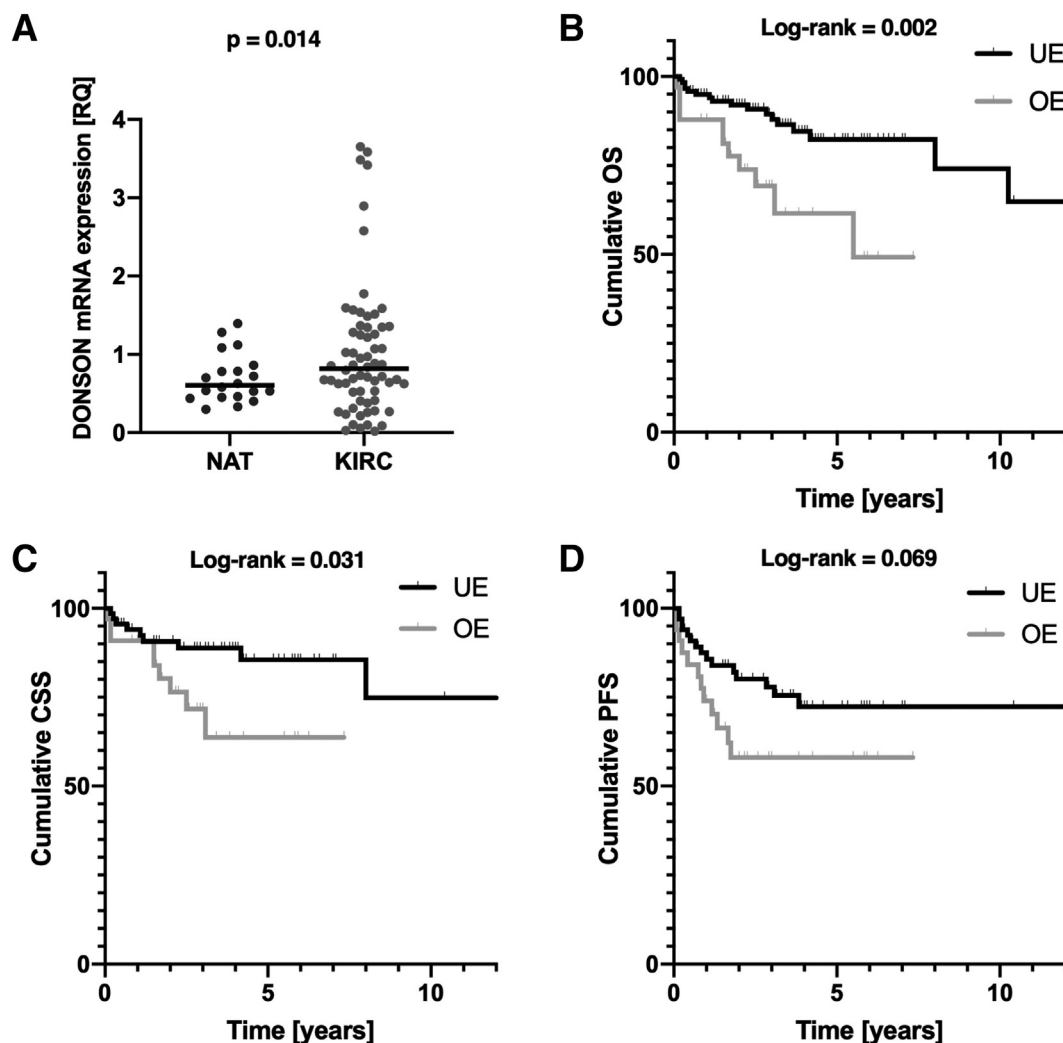 A
p = 0.014
DONSON mRNA expression [RQ]
4
3
2
1
0
NAT KIRC
B
Log-rank = 0.002
UE
OE
Cumulative OS
100
50
0
0 5 10
Time [years]
C
Log-rank = 0.031
UE
OE
Cumulative CSS
100
50
0
0 5 10
Time [years]
D
Log-rank = 0.069
UE
OE
Cumulative PFS
100
50
0
0 5 10
Time [years]